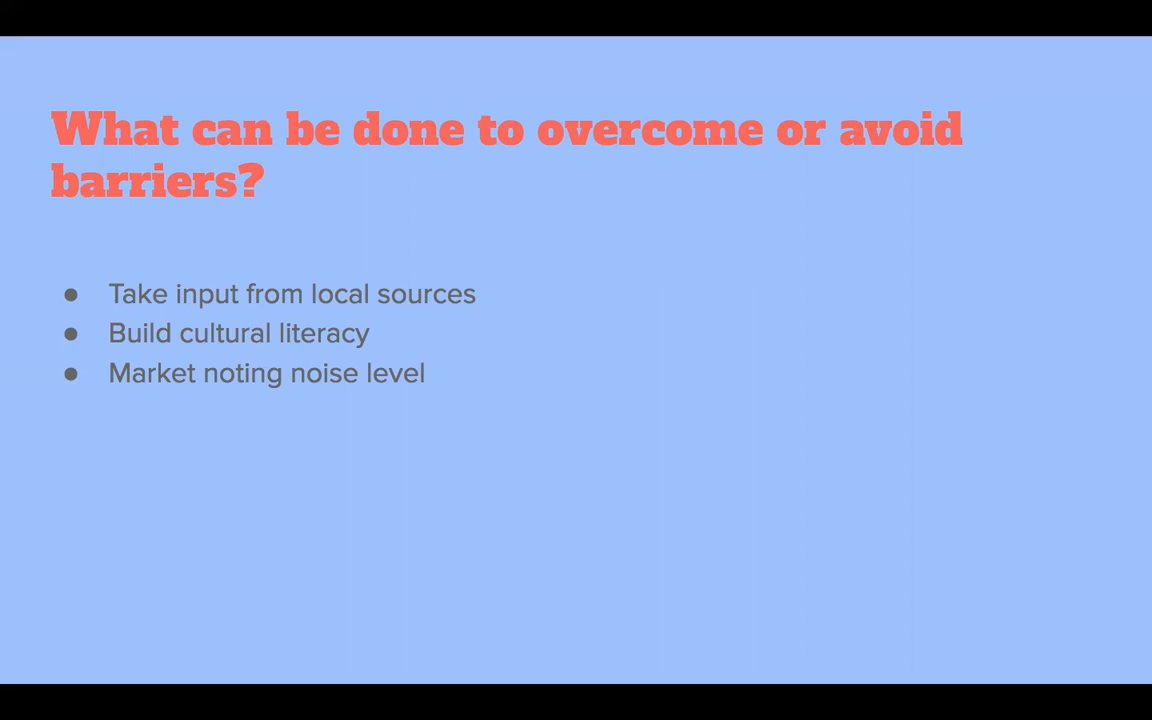 What can be done to overcome or avoid
barriers?
● Take input from local sources
● Build cultural literacy
● Market noting noise level